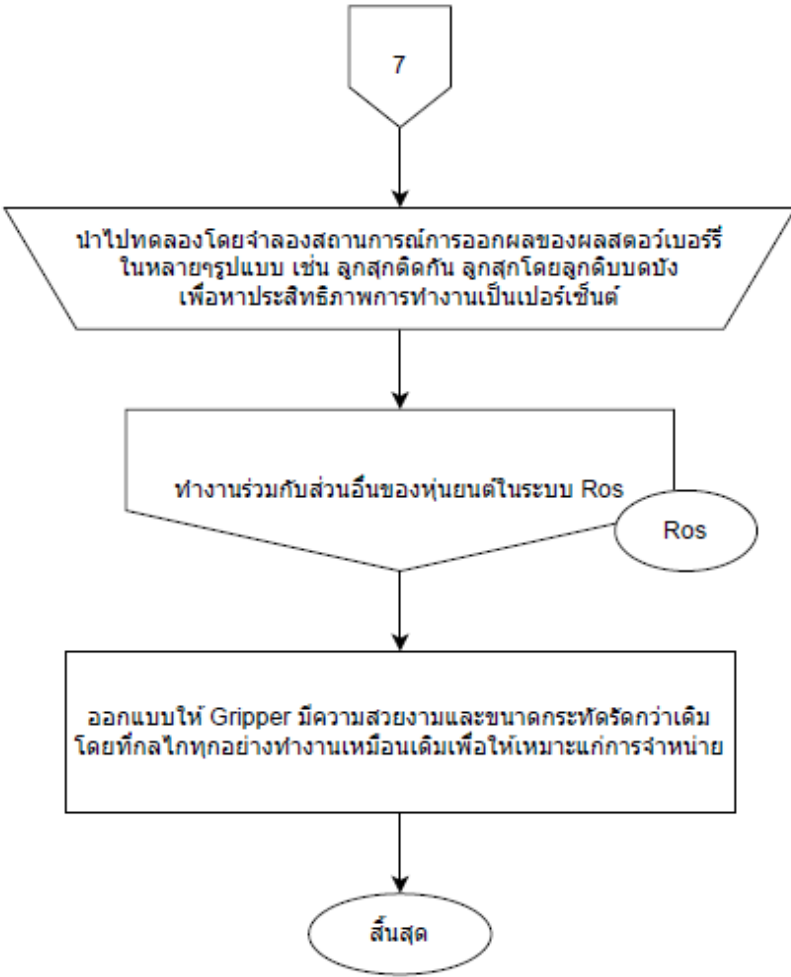 7
นำไปทดลองโดยจำลองสถานการณ์การออกผลของผลสตอว์เบอร์รี่
ในหลายๆรูปแบบ เช่น ลูกสุกติดกัน ลูกสุกโดยลูกดิบบดบัง
เพื่อหาประสิทธิภาพการทำงานเป็นเปอร์เซ็นต์
ทำงานร่วมกับส่วนอื่นของหุ่นยนต์ในระบบ Ros
Ros
ออกแบบให้ Gripper มีความสวยงามและขนาดกระทัดรัดกว่าเดิม
โดยที่กลไกทุกอย่างทำงานเหมือนเดิมเพื่อให้เหมาะแก่การจำหน่าย
สิ้นสุด